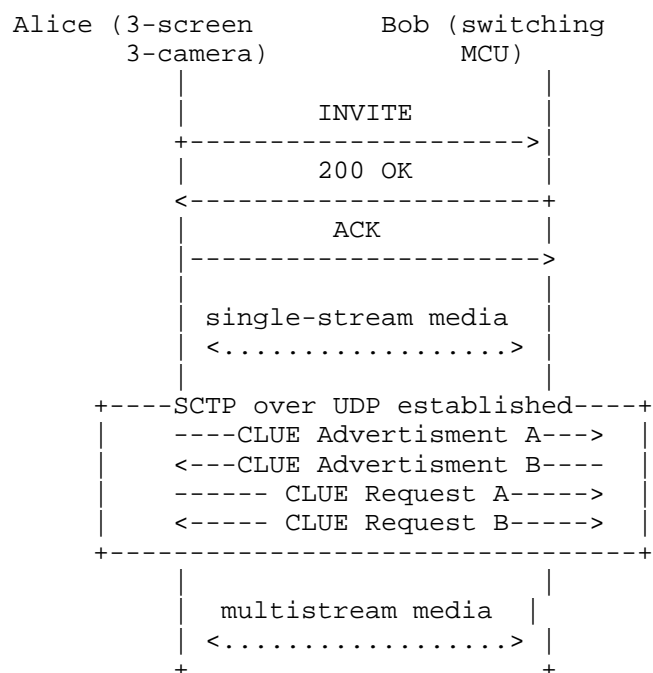 Alice (3-screen Bob (switching
3-camera) MCU)
INVITE
200 OK
ACK
single-stream media
SCTP over UDP established
CLUE Advertisment A
CLUE Advertisment B
CLUE Request A
CLUE Request B
multistream media